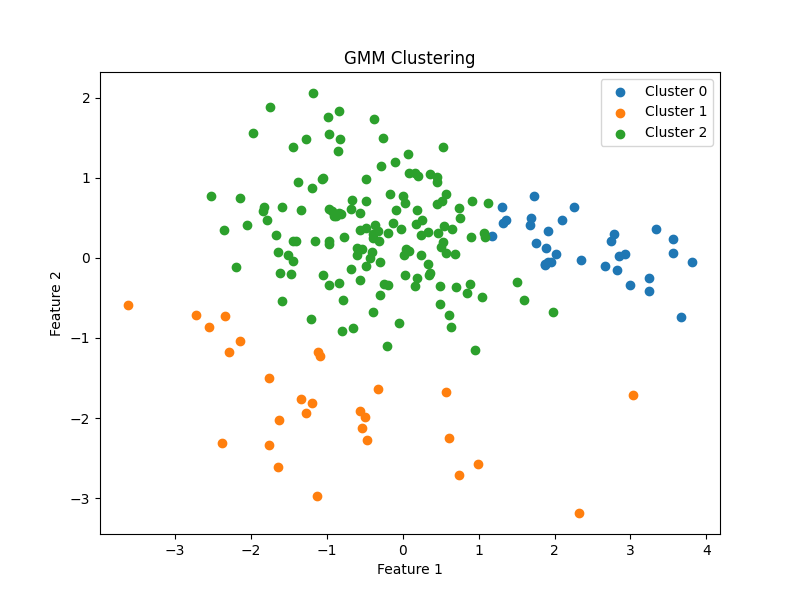 GMM Clustering
Cluster 0
Cluster 1
Cluster 2
2
1
0
−1
−2
−3
Feature 2
−3
−2
−1
0
1
2
3
4
Feature 1